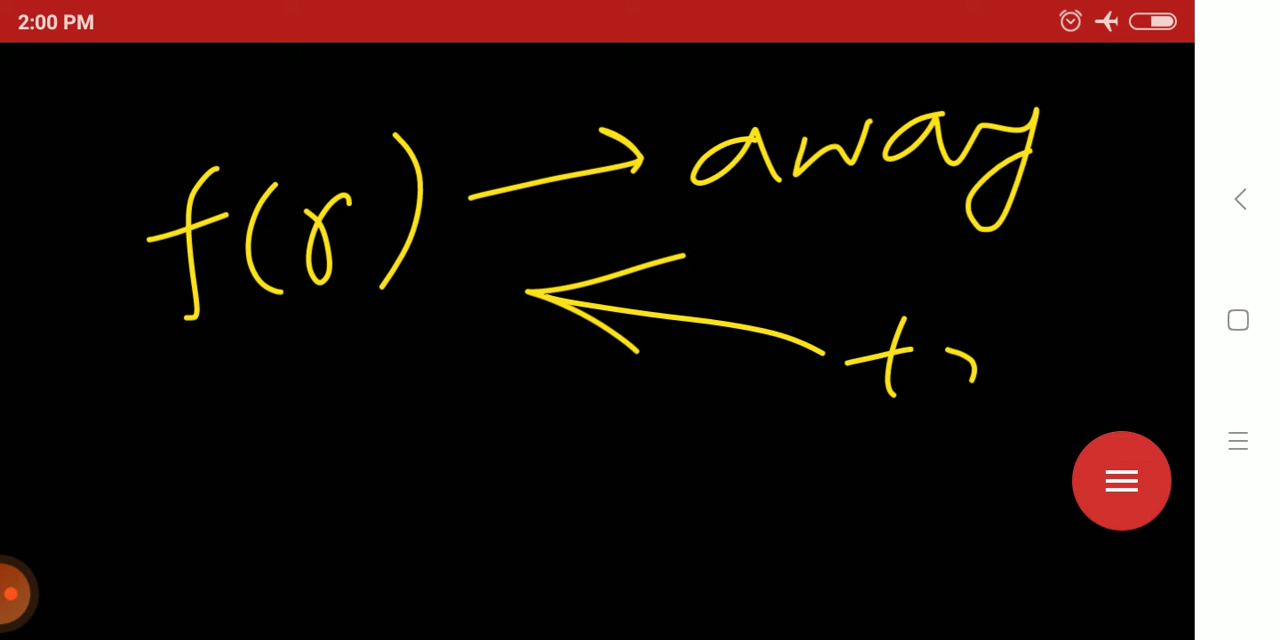 2:00 PM
f(r) → away
← t